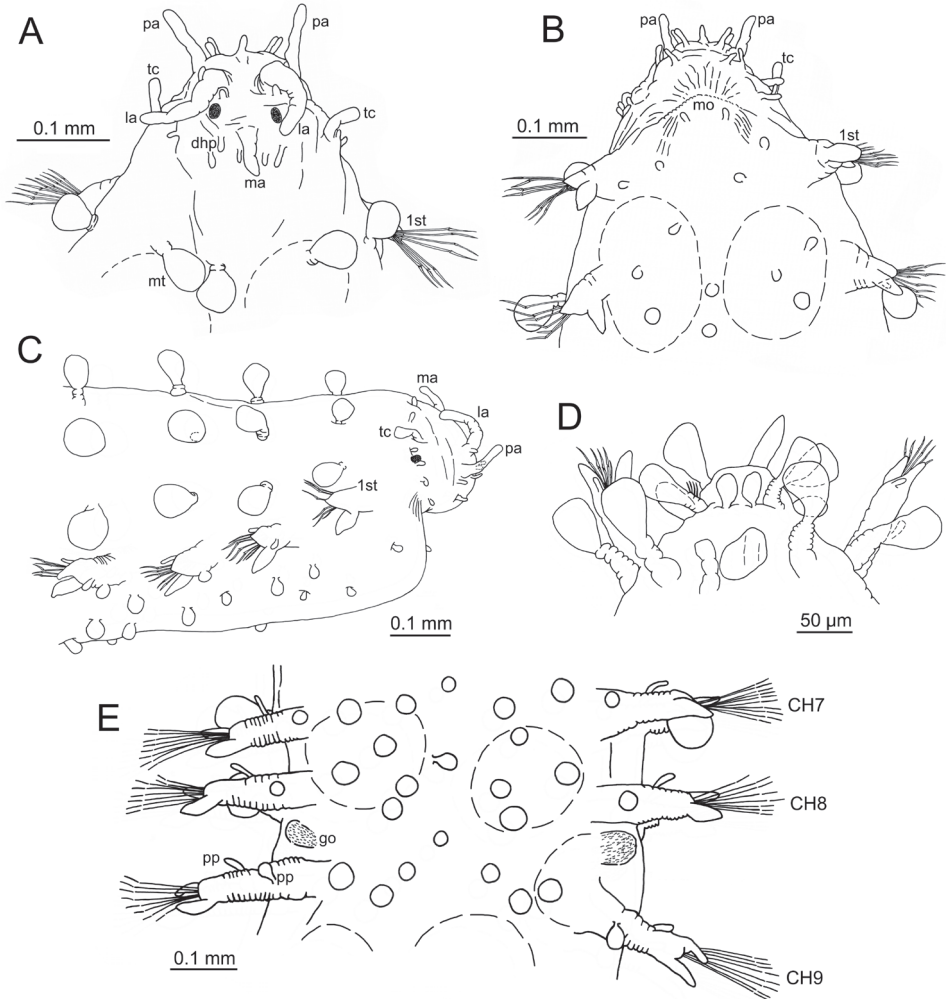 A
pa
pa
tc
la
tc
0.1 mm
la
dhp
ma
1st
mt
B
pa
pa
tc
mo
0.1 mm
1st
C
ma
la
tc
pa
1st
0.1 mm
D
50 µm
E
CH7
CH8
go
pp
pp
0.1 mm
CH9